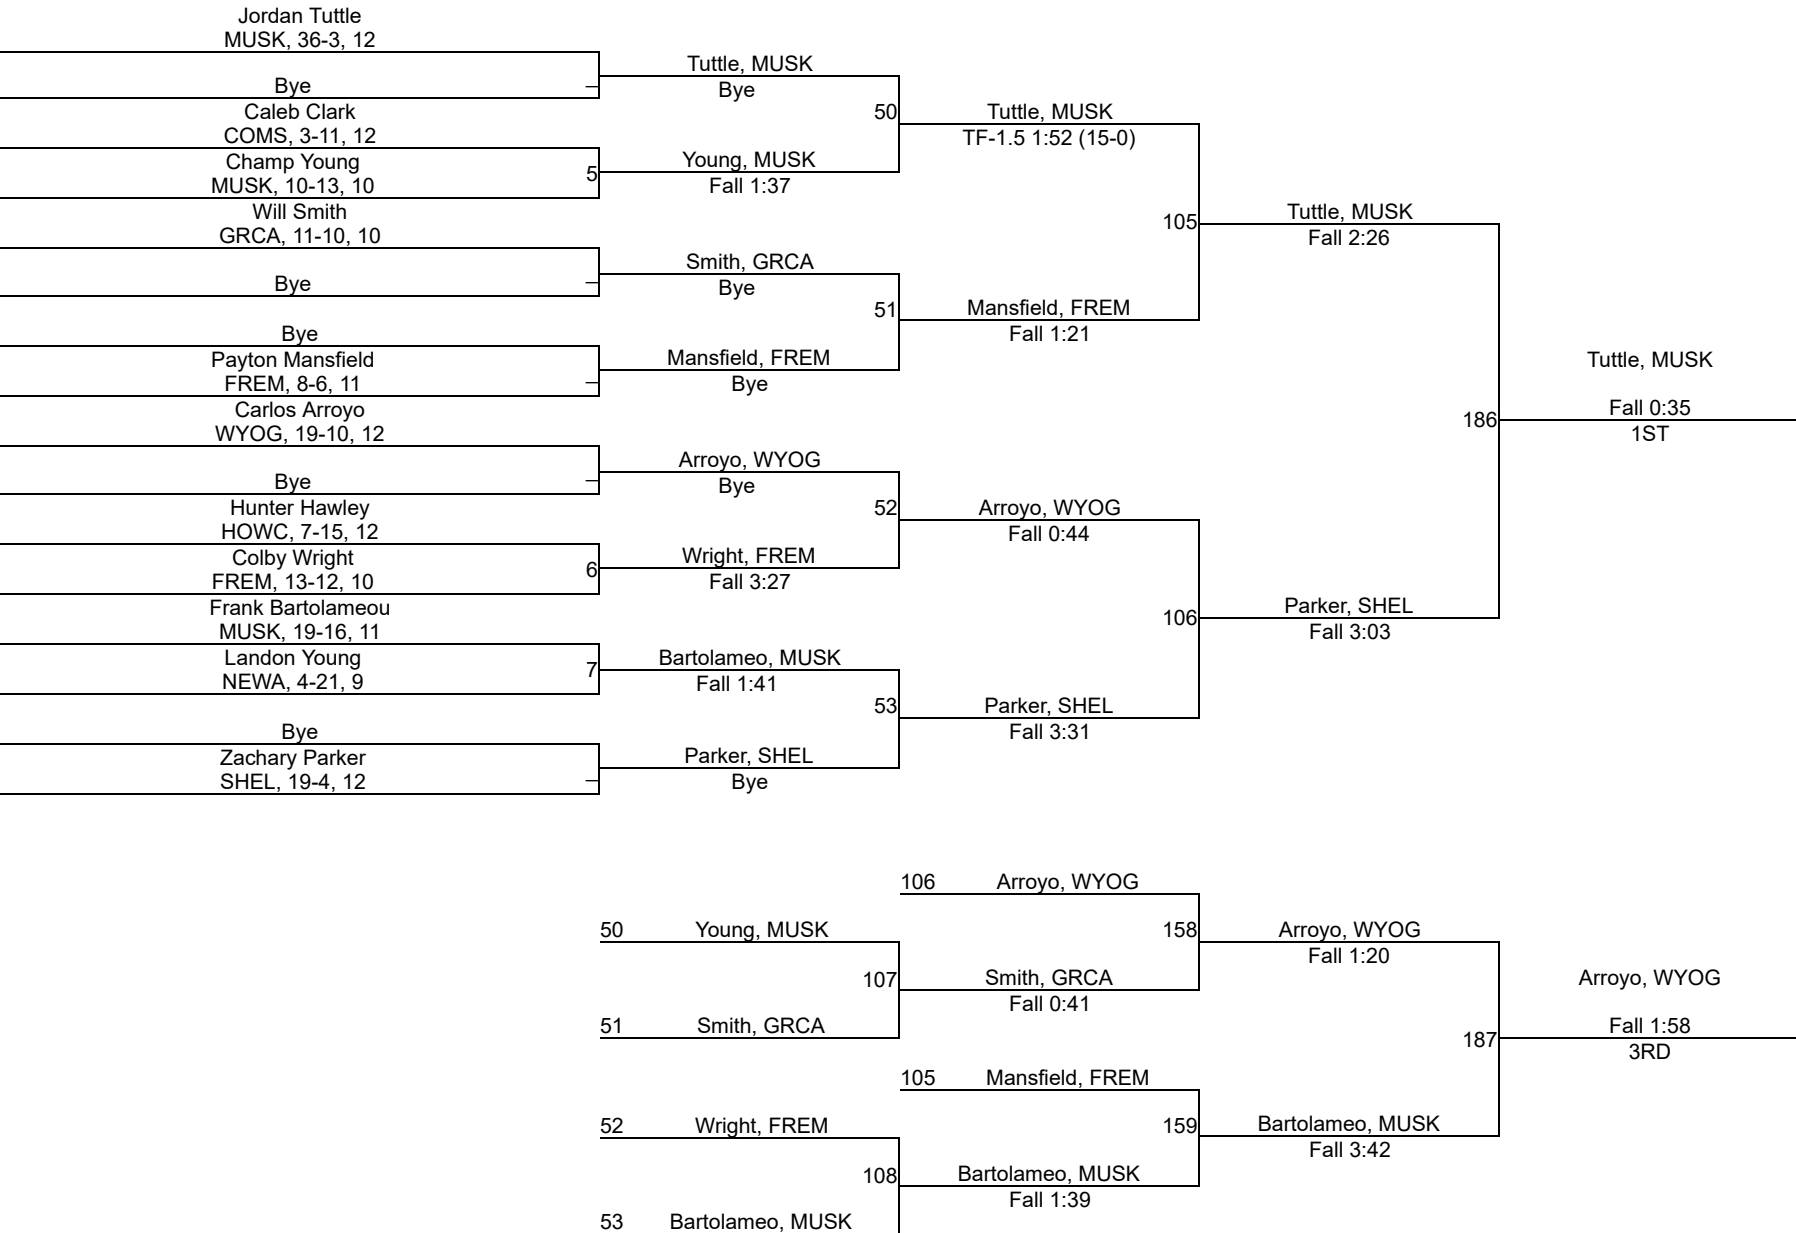 Jordan Tuttle
MUSK, 36-3, 12
Bye
Caleb Clark
COMS, 3-11, 12
Champ Young
MUSK, 10-13, 10
Will Smith
GRCA, 11-10, 10
Bye
Bye
Payton Mansfield
FREM, 8-6, 11
Carlos Arroyo
WYOG, 19-10, 12
Bye
Hunter Hawley
HOWC, 7-15, 12
Colby Wright
FREM, 13-12, 10
Frank Bartolameou
MUSK, 19-16, 11
Landon Young
NEWA, 4-21, 9
Bye
Zachary Parker
SHEL, 19-4, 12
–
5
–
–
–
6
7
–
Tuttle, MUSK
Bye
Young, MUSK
Fall 1:37
Smith, GRCA
Bye
Mansfield, FREM
Bye
Arroyo, WYOG
Bye
Wright, FREM
Fall 3:27
Bartolameo, MUSK
Fall 1:41
Parker, SHEL
Bye
50
51
52
53
Tuttle, MUSK
TF-1.5 1:52 (15-0)
Mansfield, FREM
Fall 1:21
Arroyo, WYOG
Fall 0:44
Parker, SHEL
Fall 3:31
105
106
Tuttle, MUSK
Fall 2:26
Parker, SHEL
Fall 3:03
186
Tuttle, MUSK
Fall 0:35
1ST
50 Young, MUSK
51 Smith, GRCA
52 Wright, FREM
53 Bartolameo, MUSK
107
108
106 Arroyo, WYOG
Smith, GRCA
Fall 0:41
105 Mansfield, FREM
Bartolameo, MUSK
Fall 1:39
158
159
Arroyo, WYOG
Fall 1:20
Bartolameo, MUSK
Fall 3:42
187
Arroyo, WYOG
Fall 1:58
3RD